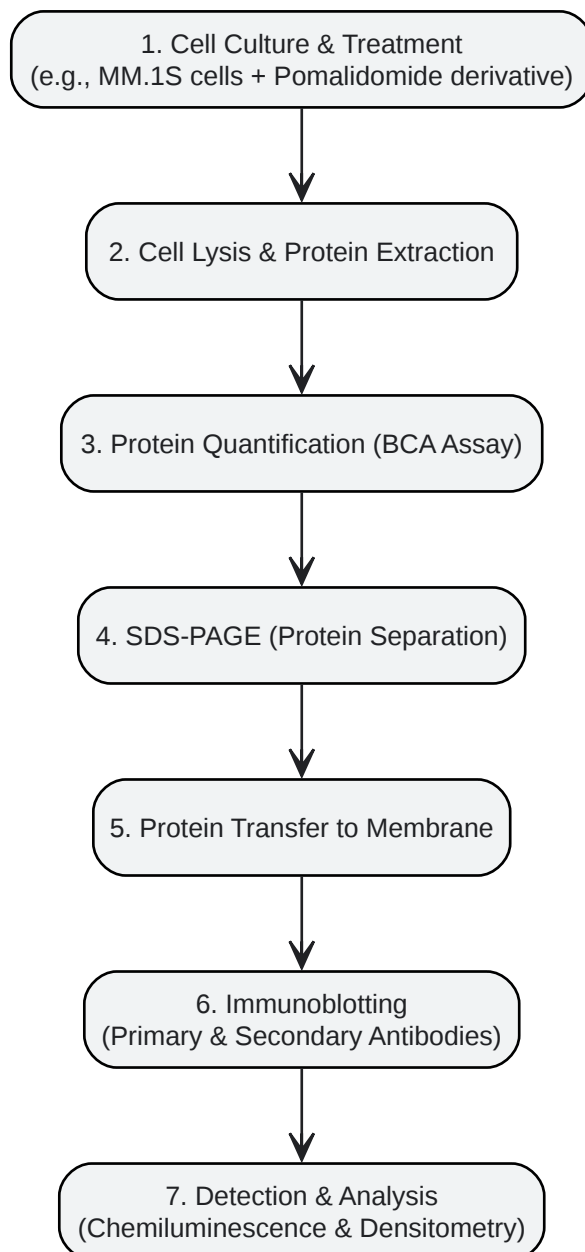 1. Cell Culture & Treatment
(e.g., MM.1S cells + Pomalidomide derivative)
2. Cell Lysis & Protein Extraction
3. Protein Quantification (BCA Assay)
4. SDS-PAGE (Protein Separation)
5. Protein Transfer to Membrane
6. Immunoblotting
(Primary & Secondary Antibodies)
7. Detection & Analysis
(Chemiluminescence & Densitometry)